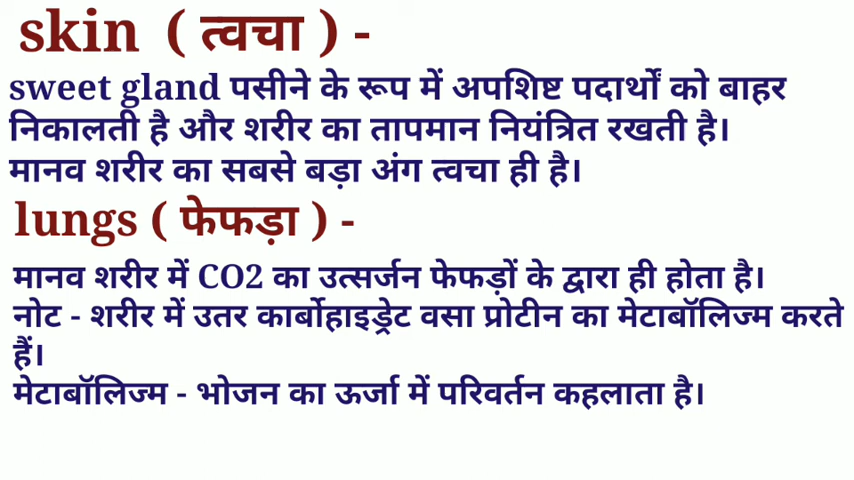 skin ( त्वचा ) -
sweet gland पसीने के रूप में अपशिष्ट पदार्थों को बाहर
निकालती है और शरीर का तापमान नियंत्रित रखती है।
मानव शरीर का सबसे बड़ा अंग त्वचा ही है।
lungs ( फेफड़ा ) -
मानव शरीर में CO2 का उत्सर्जन फेफड़ों के द्वारा ही होता है।
नोट - शरीर में उतर कार्बोहाइड्रेट वसा प्रोटीन का मेटाबॉलिज्म करते
हैं।
मेटाबॉलिज्म - भोजन का ऊर्जा में परिवर्तन कहलाता है।